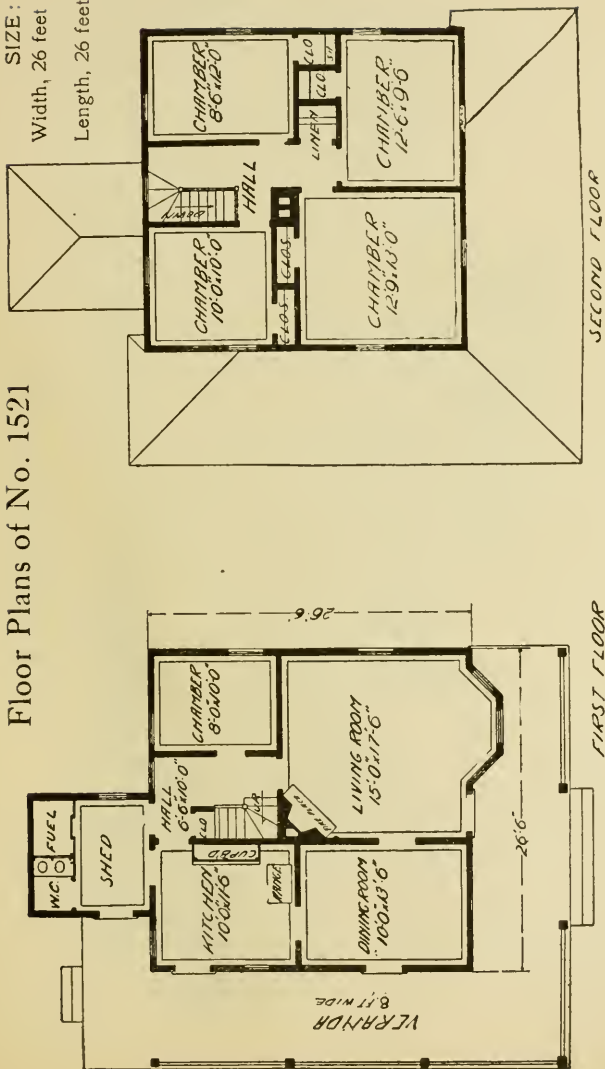 Floor Plans of No. 1521
SIZE:
Width, 26 feet
Length, 26 feet
W.C.
FUEL
SHED
HALL
6'-6"x10'-0"
CHAMBER
8'-0"x10'-0"
CLO
UP
KITCHEN
10'-0"x11'-6"
CUPB'D
RANGE
LIVING ROOM
15'-0"x17'-6"
DINING ROOM
10'-0"x13'-6"
VERANDA
8 FT WIDE
26'-6"
26'-6"
FIRST FLOOR
CHAMBER
8'-6"x12'-0"
CLO
CLO
LINEN
CHAMBER
12'-6"x9'-6"
HALL
DOWN
CHAMBER
10'-0"x10'-0"
CLOS.
CLOS.
CHAMBER
12'-9"x13'-0"
SECOND FLOOR